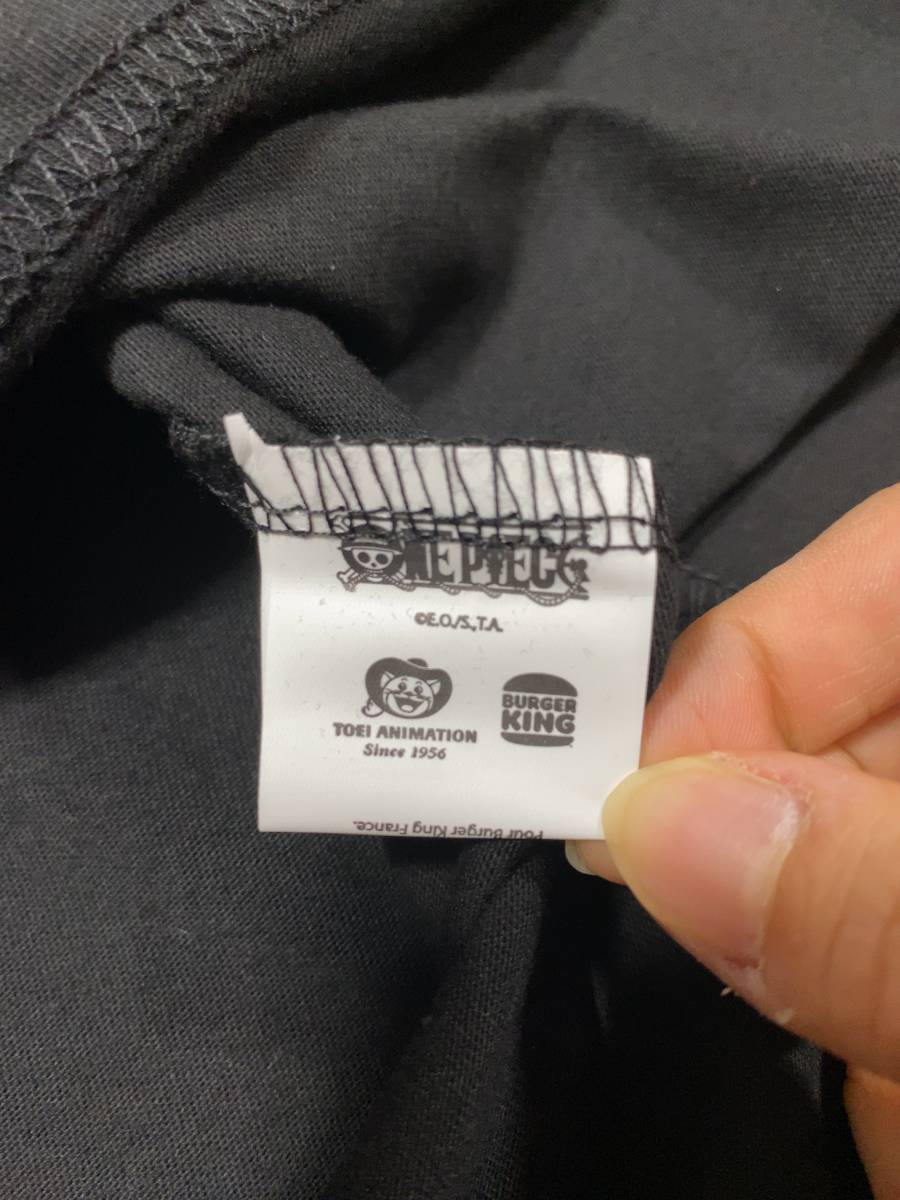 ONE PIECE
©E.O./S.,T.A.
TOEI ANIMATION
Since 1956
BURGER
KING
Pour Burger King France.